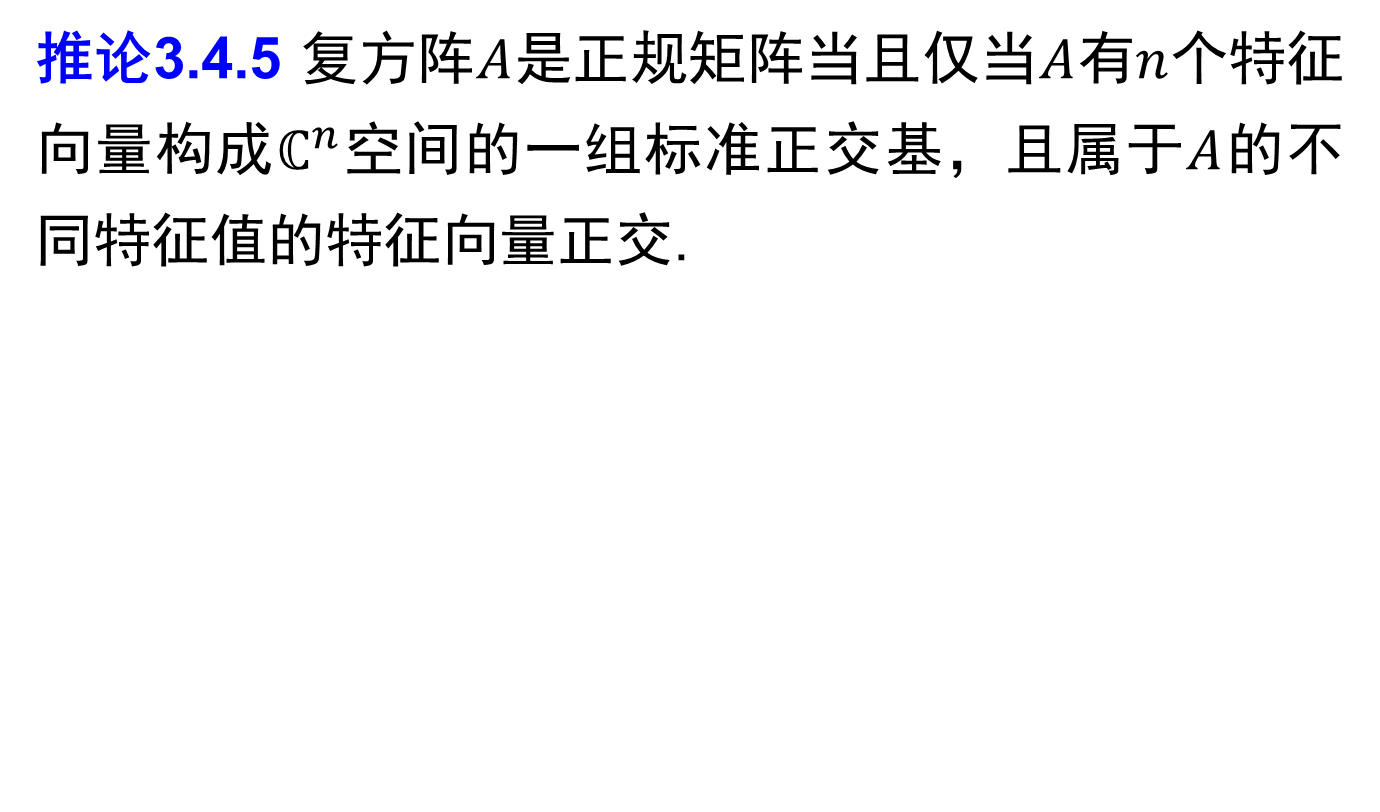 推论3.4.5 复方阵A是正规矩阵当且仅当A有n个特征
向量构成ℂⁿ空间的一组标准正交基，且属于A的不
同特征值的特征向量正交.